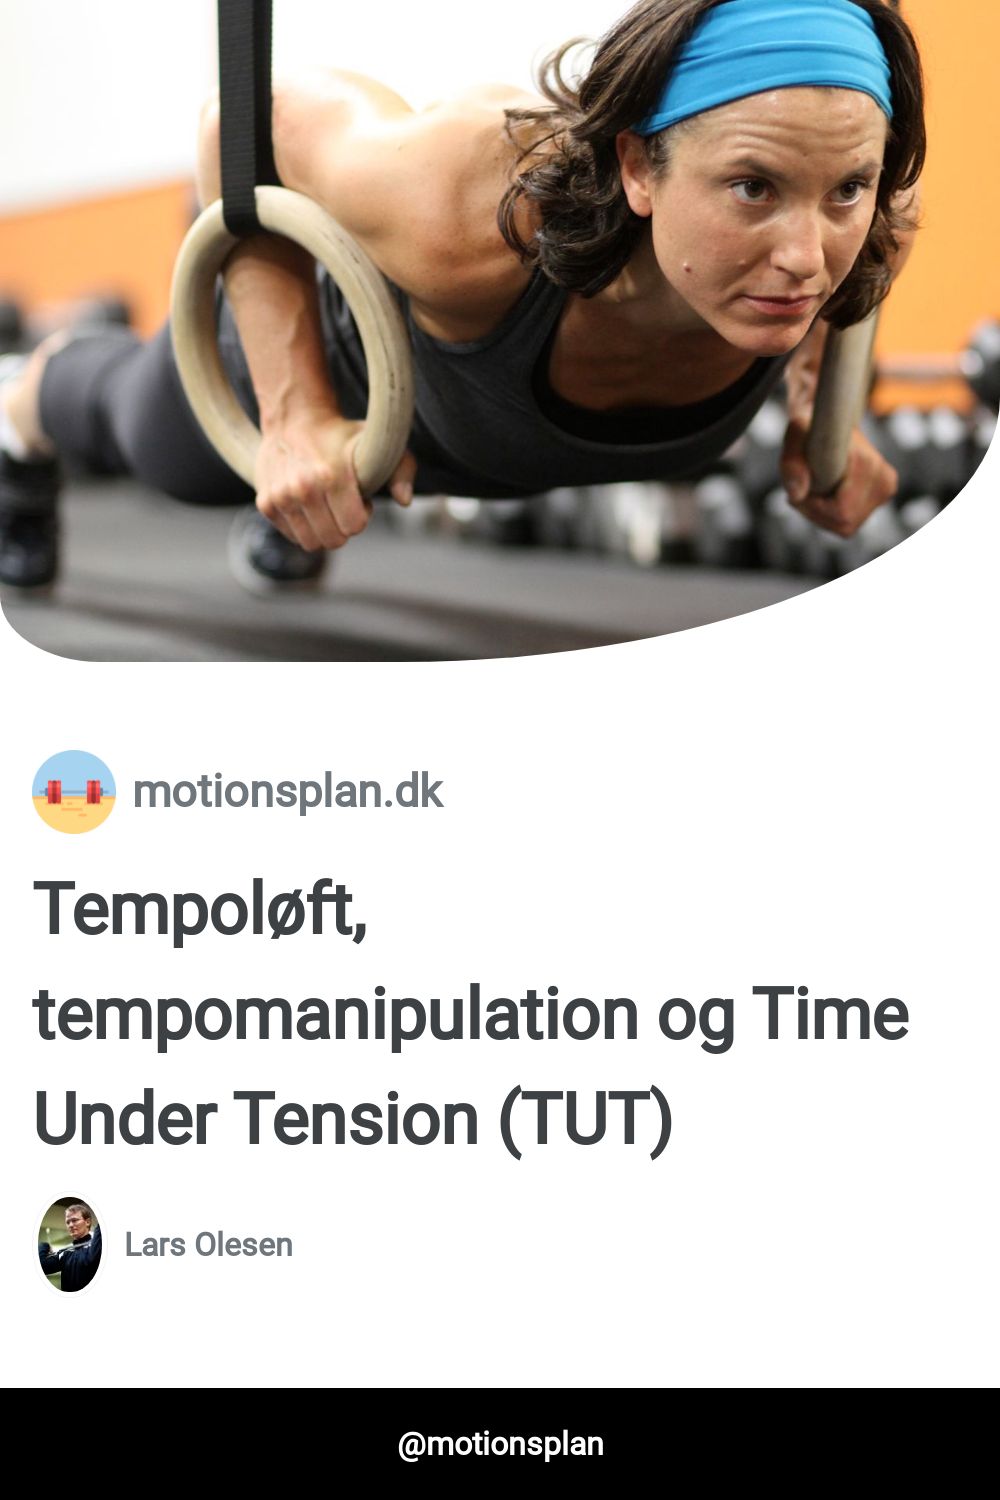 motionsplan.dk
Tempoløft,
tempomanipulation og Time
Under Tension (TUT)
Lars Olesen
@motionsplan